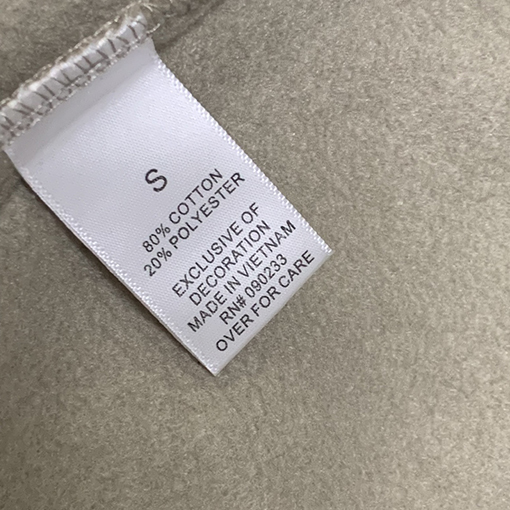 S
80% COTTON
20% POLYESTER
EXCLUSIVE OF
DECORATION
MADE IN VIETNAM
RN# 090233
OVER FOR CARE